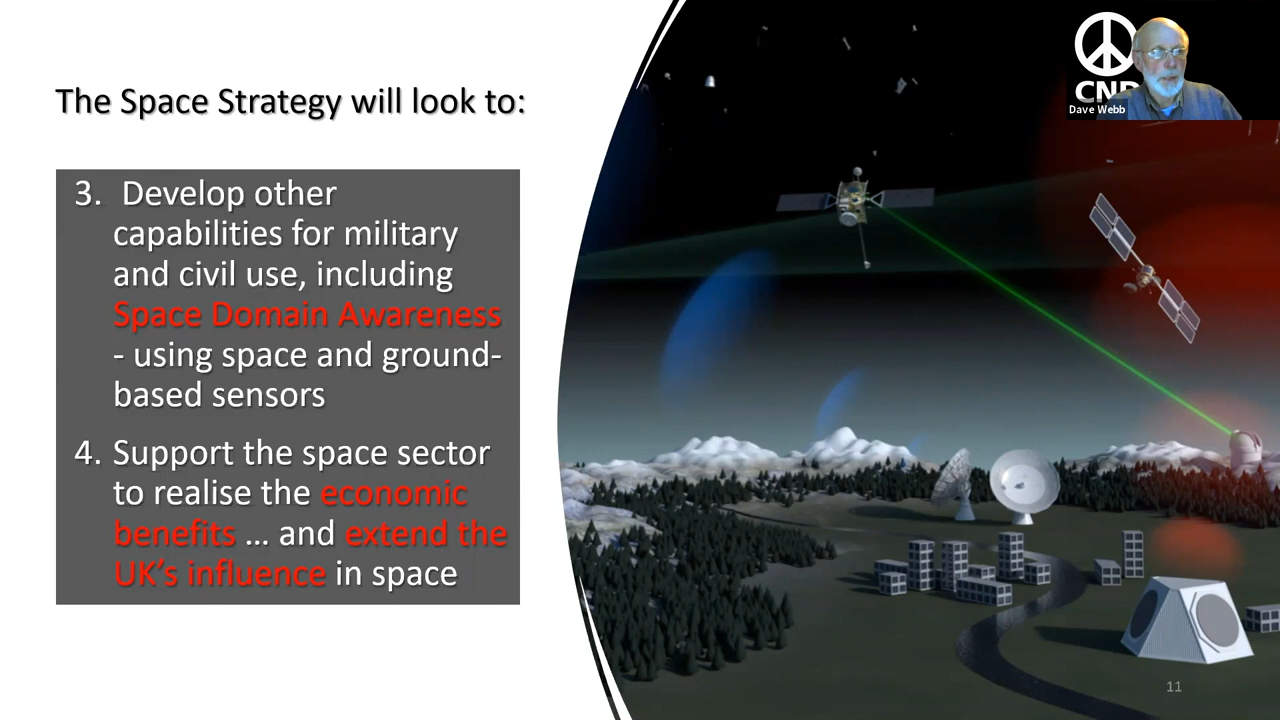 The Space Strategy will look to:
3. Develop other
capabilities for military
and civil use, including
Space Domain Awareness
- using space and ground-
based sensors
4. Support the space sector
to realise the economic
benefits … and extend the
UK’s influence in space
CND
Dave Webb
11